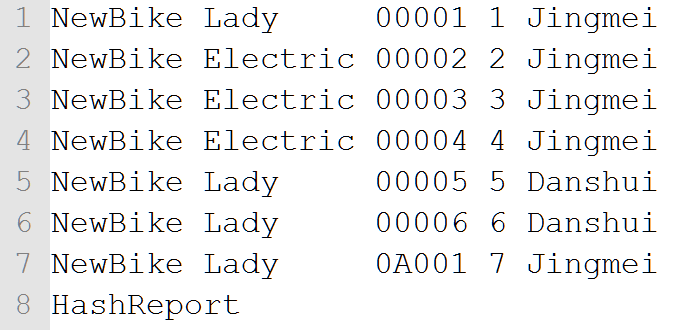 1 NewBike Lady     00001 1 Jingmei
2 NewBike Electric 00002 2 Jingmei
3 NewBike Electric 00003 3 Jingmei
4 NewBike Electric 00004 4 Jingmei
5 NewBike Lady     00005 5 Danshui
6 NewBike Lady     00006 6 Danshui
7 NewBike Lady     0A001 7 Jingmei
8 HashReport